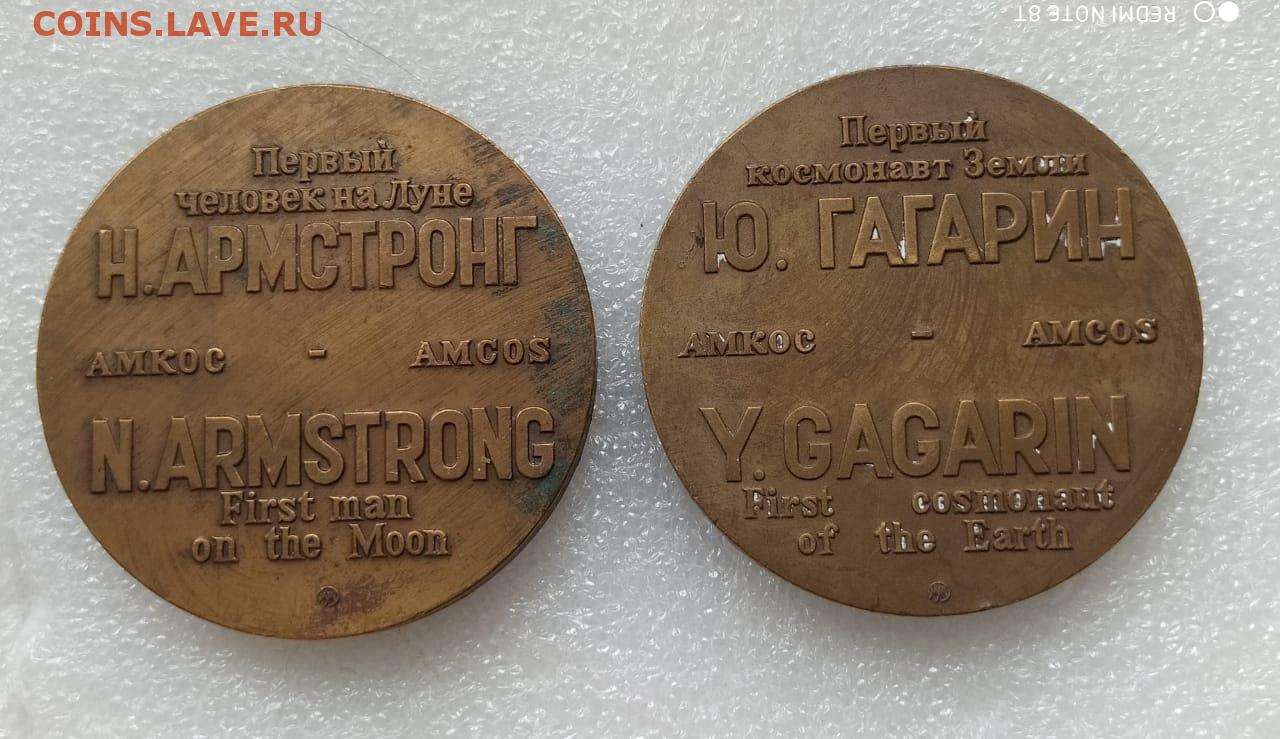 COINS.LAVE.RU
REDMI NOTE 8T
Первый
человек на Луне
Н.АРМСТРОНГ
АМКОС - AMCOS
N.ARMSTRONG
First man
on the Moon
Первый
космонавт Земли
Ю. ГАГАРИН
АМКОС - AMCOS
Y. GAGARIN
First cosmonaut
of the Earth